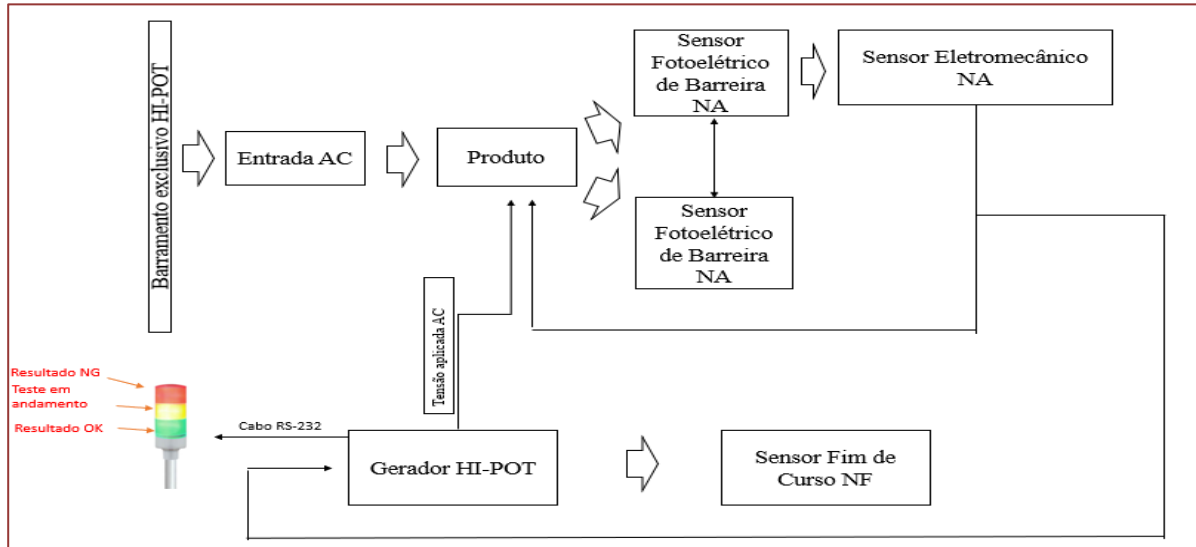 Barramento exclusivo HI-POT
Entrada AC
Produto
Sensor
Fotoelétrico
de Barreira
NA
Sensor Eletromecânico
NA
Sensor
Fotoelétrico
de Barreira
NA
Tensão aplicada AC
Resultado NG
Teste em
andamento
Resultado OK
Cabo RS-232
Gerador HI-POT
Sensor Fim de
Curso NF